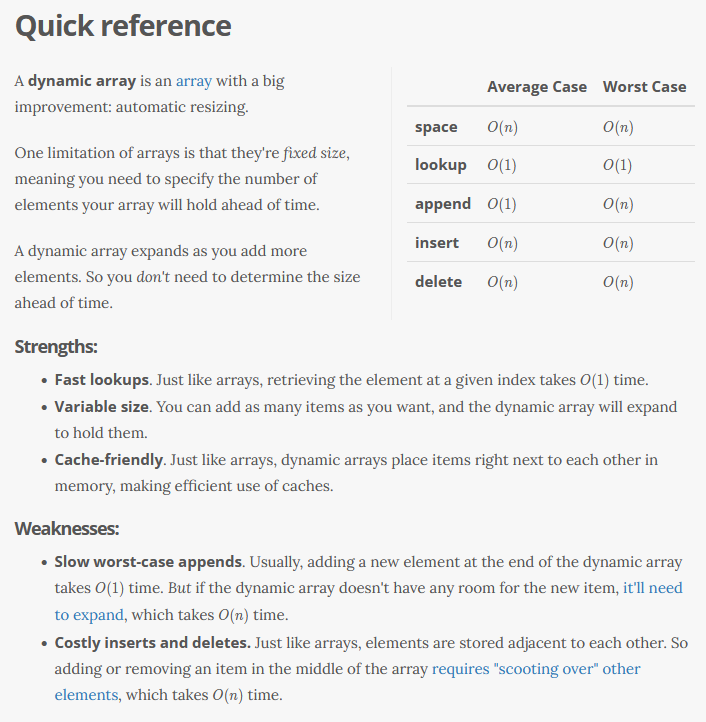 Quick reference
A dynamic array is an array with a big
improvement: automatic resizing.
One limitation of arrays is that they're fixed size,
meaning you need to specify the number of
elements your array will hold ahead of time.
A dynamic array expands as you add more
elements. So you don't need to determine the size
ahead of time.
Average Case Worst Case
space O(n) O(n)
lookup O(1) O(1)
append O(1) O(n)
insert O(n) O(n)
delete O(n) O(n)
Strengths:
• Fast lookups. Just like arrays, retrieving the element at a given index takes O(1) time.
• Variable size. You can add as many items as you want, and the dynamic array will expand
to hold them.
• Cache-friendly. Just like arrays, dynamic arrays place items right next to each other in
memory, making efficient use of caches.
Weaknesses:
• Slow worst-case appends. Usually, adding a new element at the end of the dynamic array
takes O(1) time. But if the dynamic array doesn't have any room for the new item, it'll need
to expand, which takes O(n) time.
• Costly inserts and deletes. Just like arrays, elements are stored adjacent to each other. So
adding or removing an item in the middle of the array requires "scooting over" other
elements, which takes O(n) time.